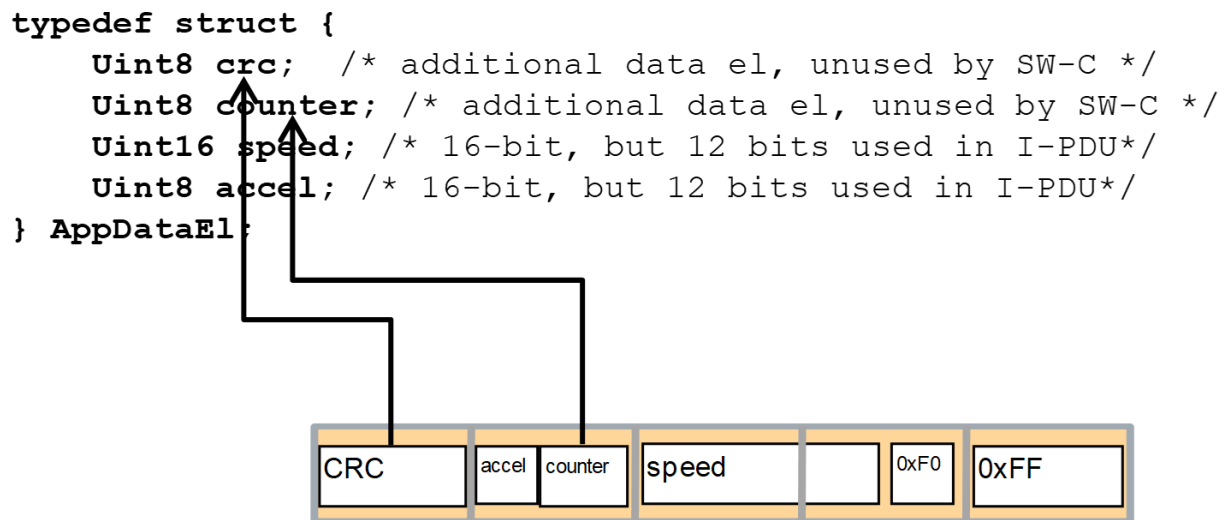 typedef struct {
Uint8 crc; /* additional data el, unused by SW-C */
Uint8 counter; /* additional data el, unused by SW-C */
Uint16 speed; /* 16-bit, but 12 bits used in I-PDU*/
Uint8 accel; /* 16-bit, but 12 bits used in I-PDU*/
} AppDataEl;
CRC accel counter speed 0xF0 0xFF